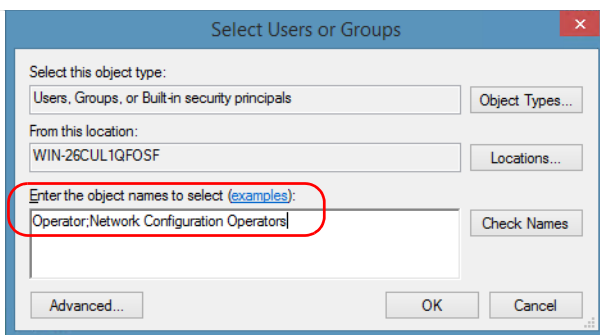 Select Users or Groups
Select this object type:
Users, Groups, or Built-in security principals
Object Types...
From this location:
WIN-26CUL1QFOSF
Locations...
Enter the object names to select (examples):
Operator;Network Configuration Operators
Check Names
Advanced...
OK
Cancel